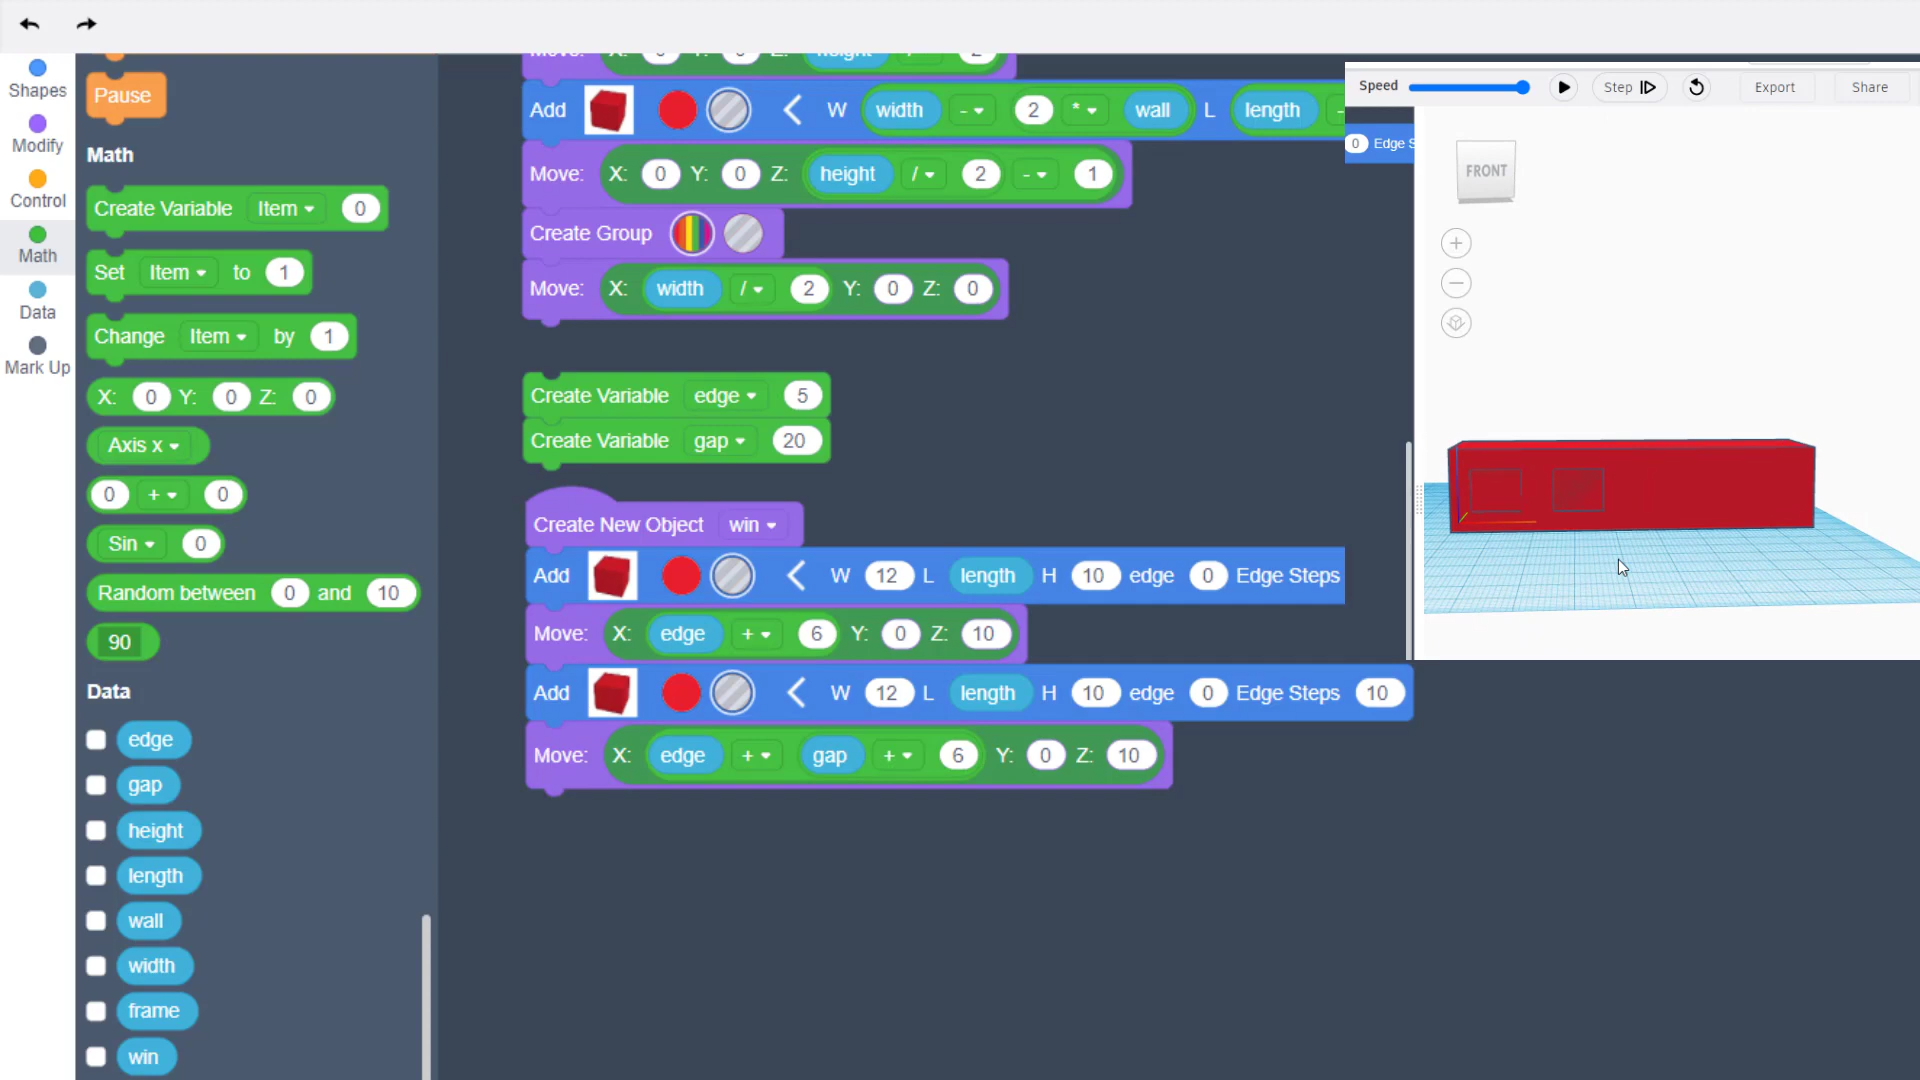 Shapes
Modify
Control
Math
Data
Mark Up
Pause
Math
Create Variable Item 0
Set Item to 1
Change Item by 1
X: 0 Y: 0 Z: 0
Axis x
0 + 0
Sin 0
Random between 0 and 10
90
Data
edge
gap
height
length
wall
width
frame
win
Add W width - 2 * wall L length -
Move: X: 0 Y: 0 Z: height / 2 - 1
Create Group
Move: X: width / 2 Y: 0 Z: 0
Create Variable edge 5
Create Variable gap 20
Create New Object win
Add W 12 L length H 10 edge 0 Edge Steps
Move: X: edge + 6 Y: 0 Z: 10
Add W 12 L length H 10 edge 0 Edge Steps 10
Move: X: edge + gap + 6 Y: 0 Z: 10
Speed Step Export Share
0 Edge S
FRONT